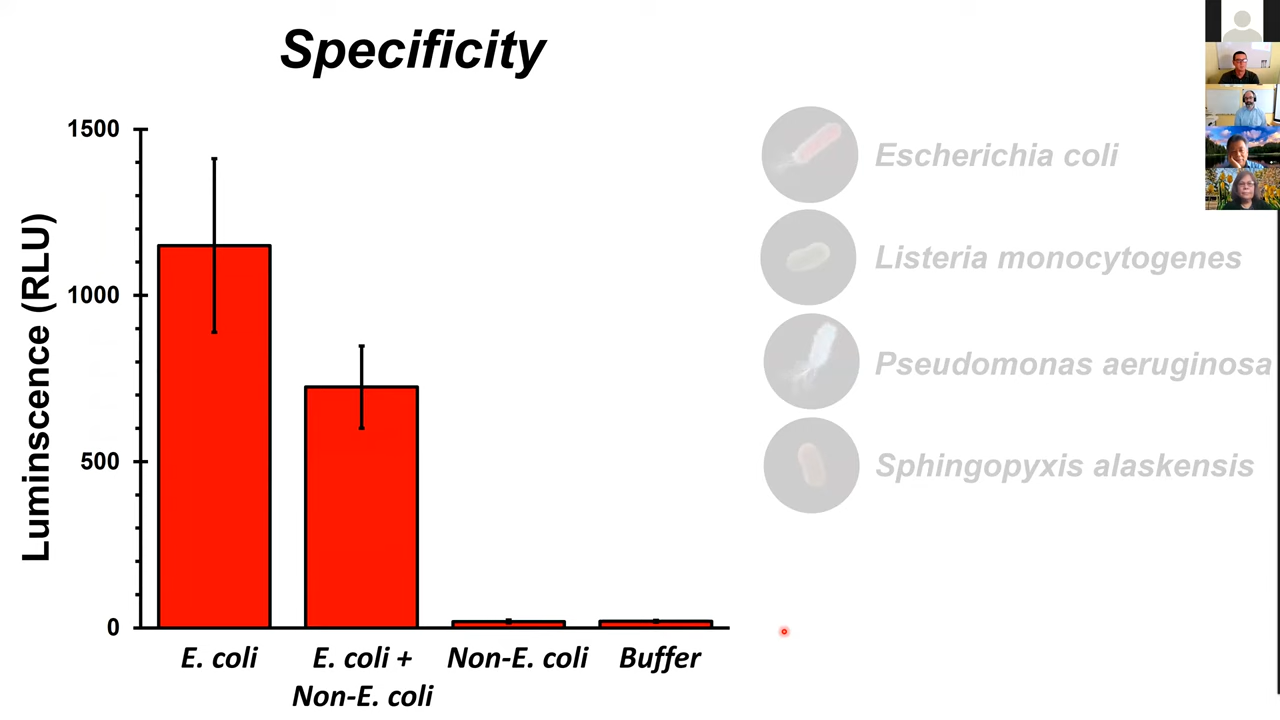 Specificity
Luminscence (RLU)
1500
1000
500
0
E. coli
E. coli +
Non-E. coli
Non-E. coli
Buffer
Escherichia coli
Listeria monocytogenes
Pseudomonas aeruginosa
Sphingopyxis alaskensis